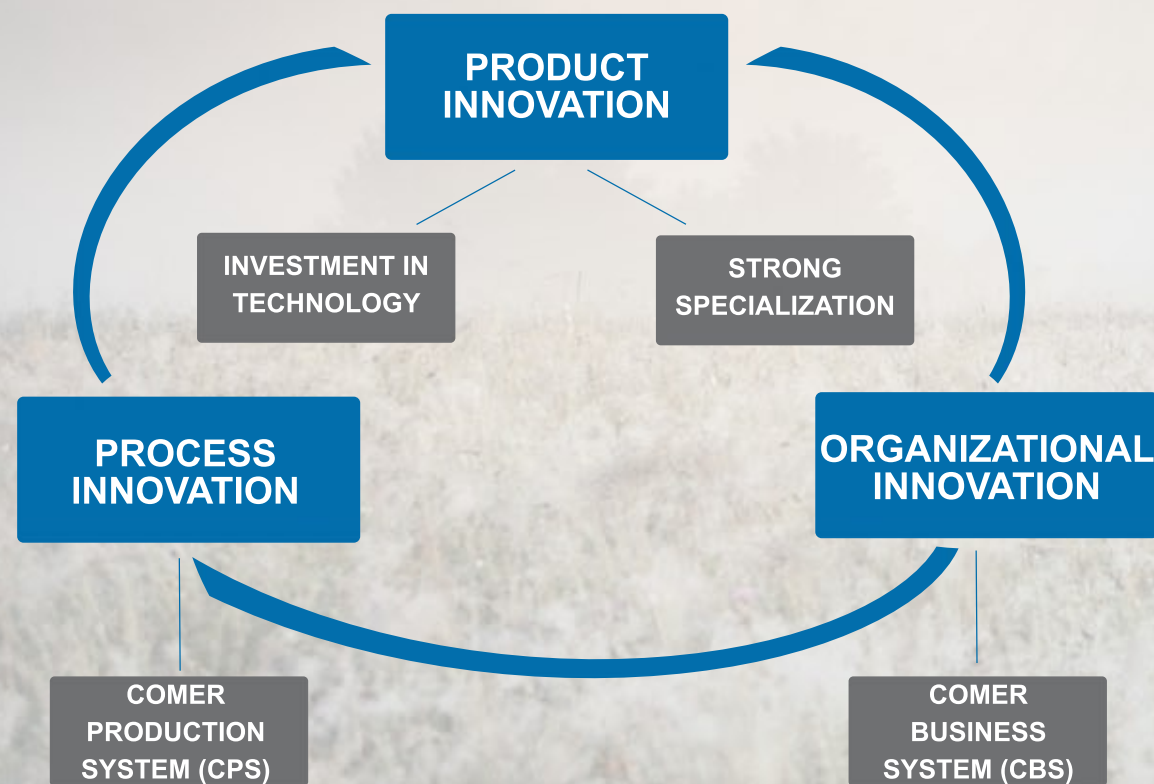 PRODUCT
INNOVATION
INVESTMENT IN
TECHNOLOGY
STRONG
SPECIALIZATION
PROCESS
INNOVATION
ORGANIZATIONAL
INNOVATION
COMER
PRODUCTION
SYSTEM (CPS)
COMER
BUSINESS
SYSTEM (CBS)